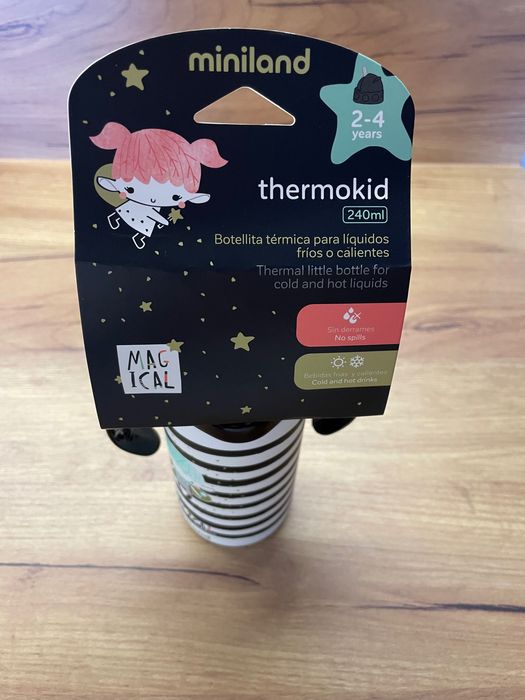 miniland
2-4
years
thermokid
240ml
Botellita térmica para líquidos
fríos o calientes
Thermal little bottle for
cold and hot liquids
Sin derrames
No spills
MAG
ICAL
Bebidas frías y calientes
Cold and hot drinks